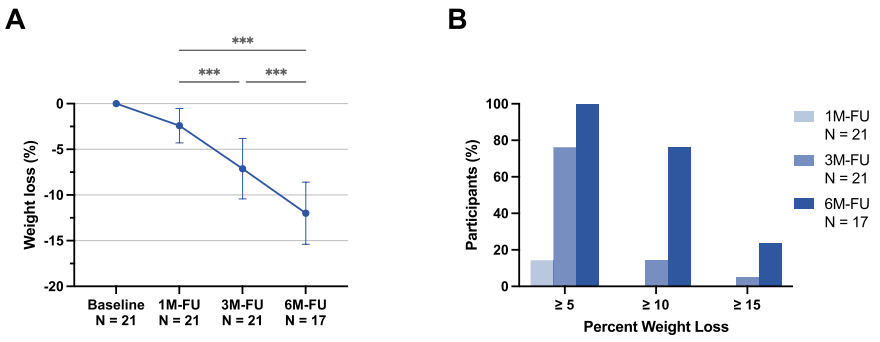 A
***
*** ***
0
-5
-10
-15
-20
Weight loss (%)
Baseline 1M-FU 3M-FU 6M-FU
N = 21 N = 21 N = 21 N = 17
B
100
80
60
40
20
0
Participants (%)
≥ 5 ≥ 10 ≥ 15
Percent Weight Loss
1M-FU
N = 21
3M-FU
N = 21
6M-FU
N = 17